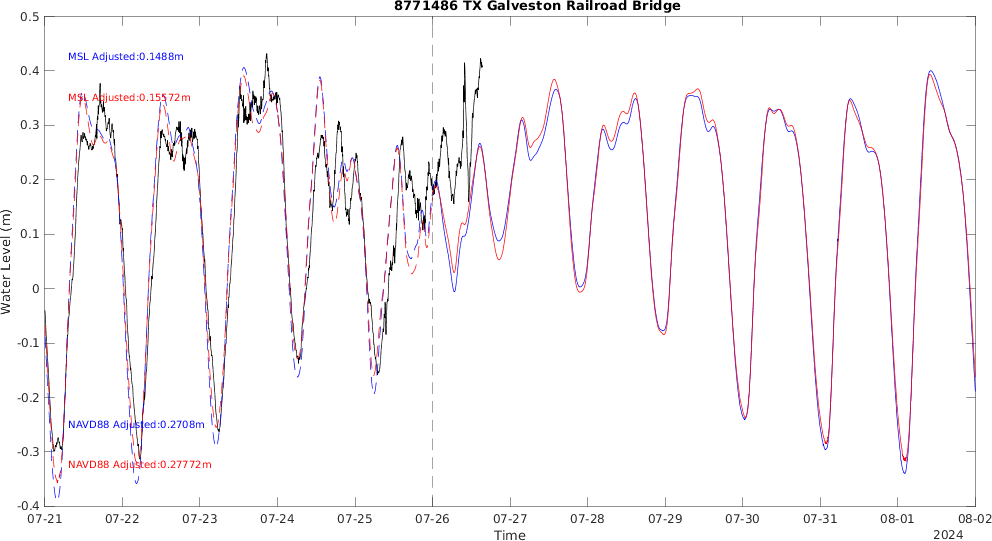 8771486 TX Galveston Railroad Bridge
0.5
0.4
0.3
0.2
0.1
0
-0.1
-0.2
-0.3
-0.4
Water Level (m)
MSL Adjusted:0.1488m
MSL Adjusted:0.15572m
NAVD88 Adjusted:0.2708m
NAVD88 Adjusted:0.27772m
07-21 07-22 07-23 07-24 07-25 07-26 07-27 07-28 07-29 07-30 07-31 08-01 08-02
Time
2024